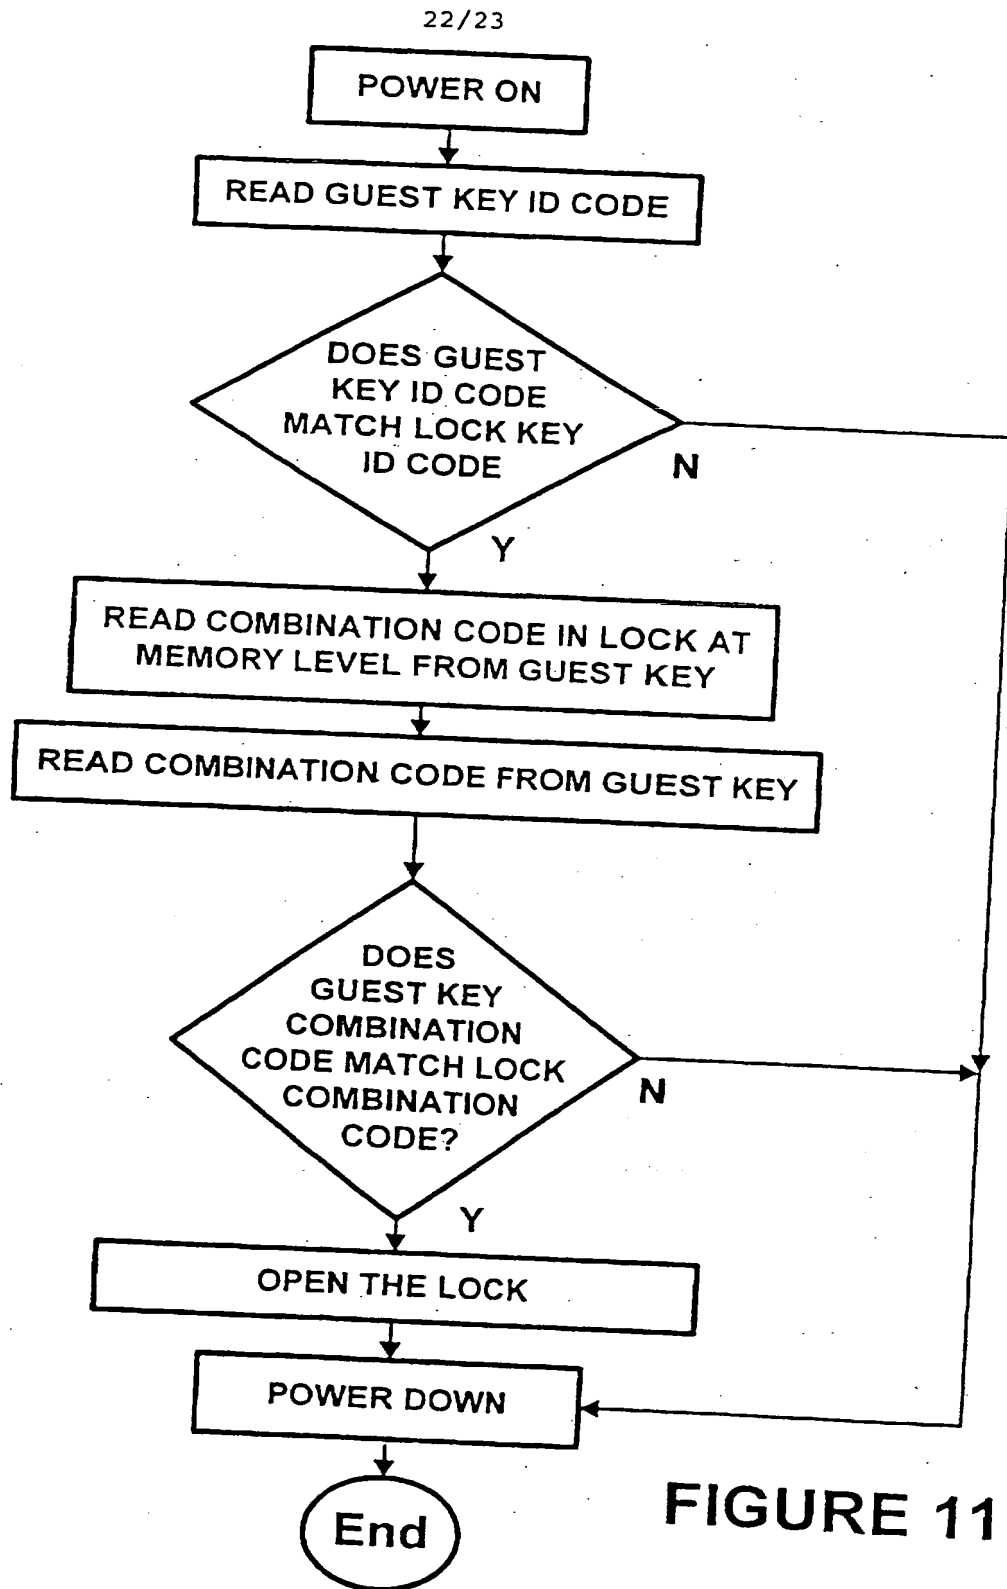 22/23
POWER ON
READ GUEST KEY ID CODE
DOES GUEST
KEY ID CODE
MATCH LOCK KEY
ID CODE
N
Y
READ COMBINATION CODE IN LOCK AT
MEMORY LEVEL FROM GUEST KEY
READ COMBINATION CODE FROM GUEST KEY
DOES
GUEST KEY
COMBINATION
CODE MATCH LOCK
COMBINATION
CODE?
N
Y
OPEN THE LOCK
POWER DOWN
End
FIGURE 11